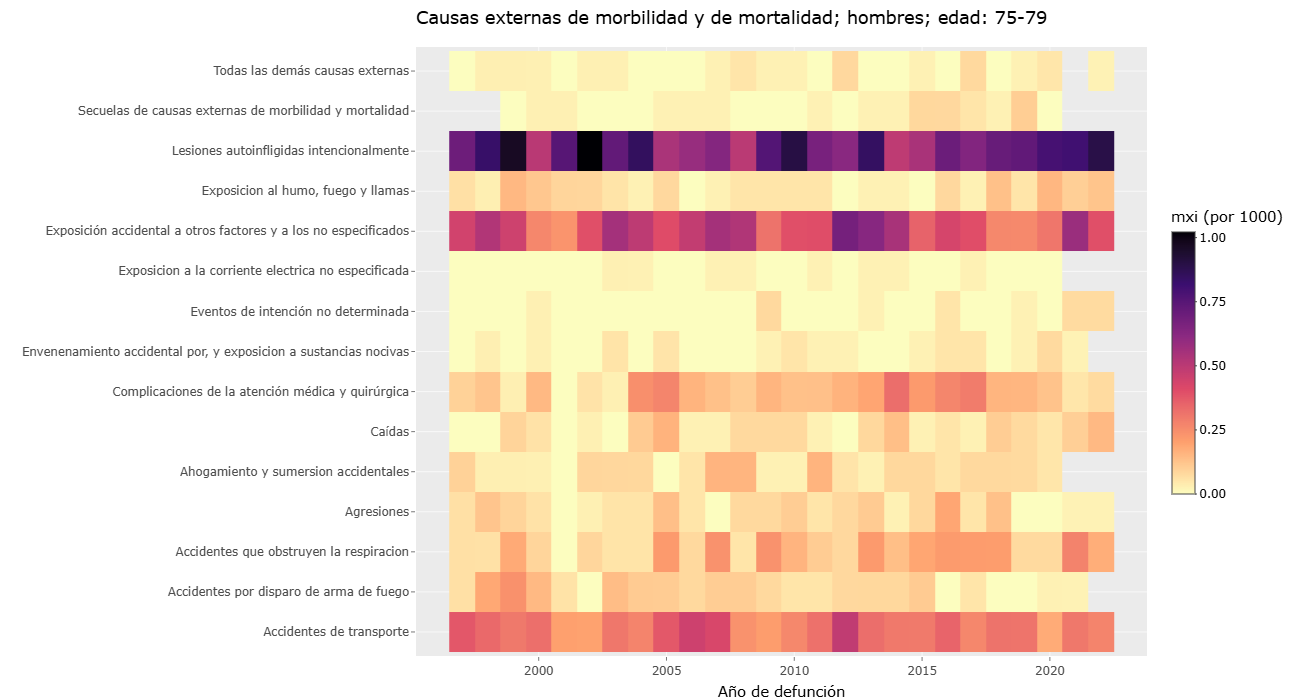 Causas externas de morbilidad y de mortalidad; hombres; edad: 75-79
Todas las demás causas externas
Secuelas de causas externas de morbilidad y mortalidad
Lesiones autoinfligidas intencionalmente
Exposicion al humo, fuego y llamas
Exposición accidental a otros factores y a los no especificados
Exposicion a la corriente electrica no especificada
Eventos de intención no determinada
Envenenamiento accidental por, y exposicion a sustancias nocivas
Complicaciones de la atención médica y quirúrgica
Caídas
Ahogamiento y sumersion accidentales
Agresiones
Accidentes que obstruyen la respiracion
Accidentes por disparo de arma de fuego
Accidentes de transporte
2000 2005 2010 2015 2020
Año de defunción
mxi (por 1000)
1.00
0.75
0.50
0.25
0.00